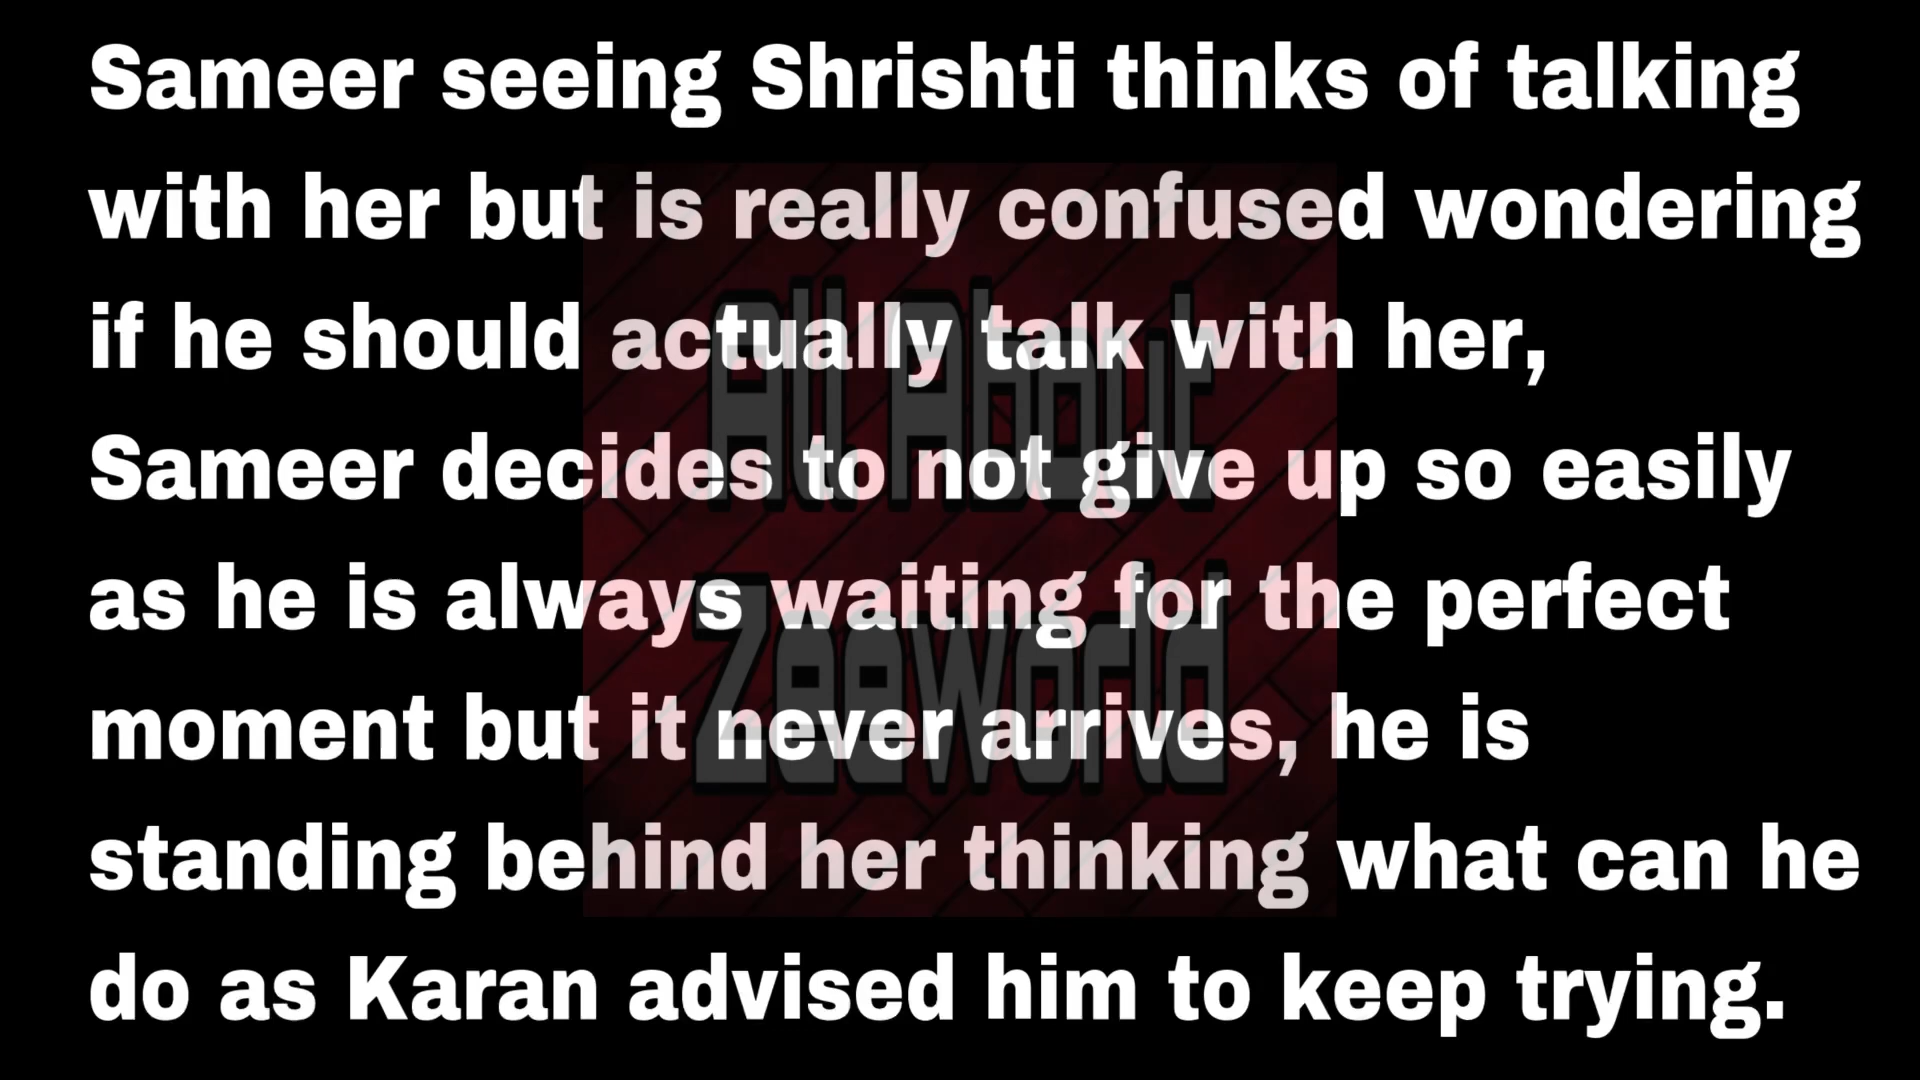 Sameer seeing Shrishti thinks of talking
with her but is really confused wondering
if he should actually talk with her,
Sameer decides to not give up so easily
as he is always waiting for the perfect
moment but it never arrives, he is
standing behind her thinking what can he
do as Karan advised him to keep trying.
All About
Zeeworld